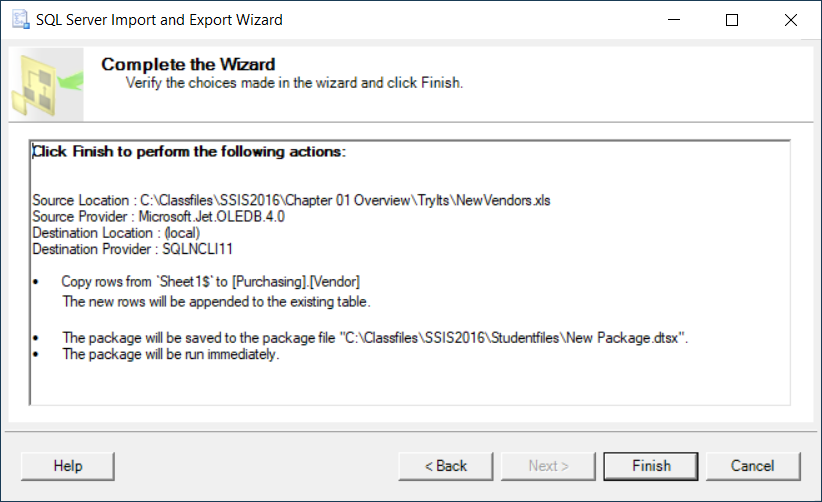 SQL Server Import and Export Wizard
Complete the Wizard
Verify the choices made in the wizard and click Finish.
Click Finish to perform the following actions:
Source Location : C:\Classfiles\SSIS2016\Chapter 01 Overview\TryIts\NewVendors.xls
Source Provider : Microsoft.Jet.OLEDB.4.0
Destination Location : (local)
Destination Provider : SQLNCLI11
• Copy rows from `Sheet1$` to [Purchasing].[Vendor]
The new rows will be appended to the existing table.
• The package will be saved to the package file "C:\Classfiles\SSIS2016\Studentfiles\New Package.dtsx".
• The package will be run immediately.
Help < Back Next > Finish Cancel